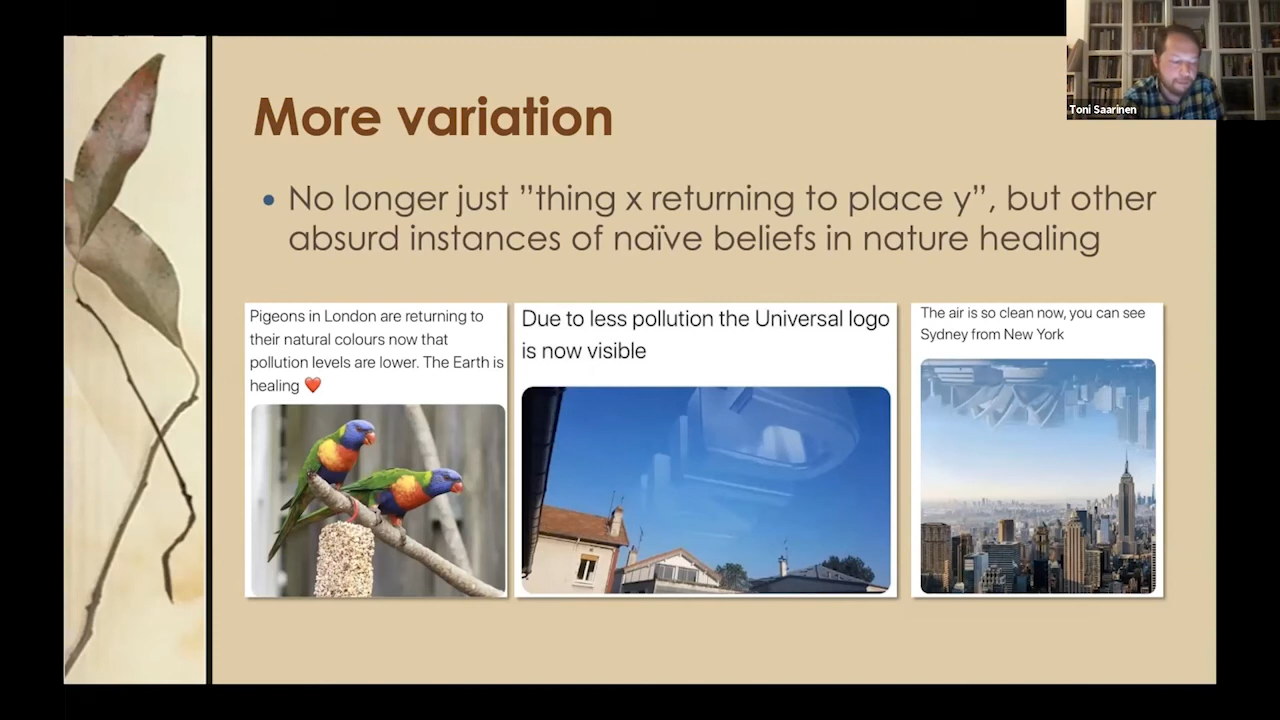 More variation
• No longer just ”thing x returning to place y”, but other
absurd instances of naïve beliefs in nature healing
Pigeons in London are returning to
their natural colours now that
pollution levels are lower. The Earth is
healing ❤️
Due to less pollution the Universal logo
is now visible
The air is so clean now, you can see
Sydney from New York
Toni Saarinen